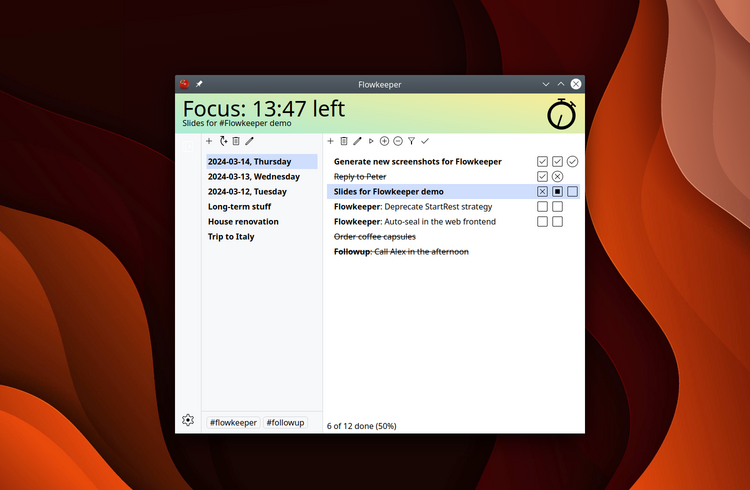 Flowkeeper
Focus: 13:47 left
Slides for #Flowkeeper demo
2024-03-14, Thursday
2024-03-13, Wednesday
2024-03-12, Tuesday
Long-term stuff
House renovation
Trip to Italy
#flowkeeper #followup
Generate new screenshots for Flowkeeper
Reply to Peter
Slides for Flowkeeper demo
Flowkeeper: Deprecate StartRest strategy
Flowkeeper: Auto-seal in the web frontend
Order coffee capsules
Followup: Call Alex in the afternoon
6 of 12 done (50%)